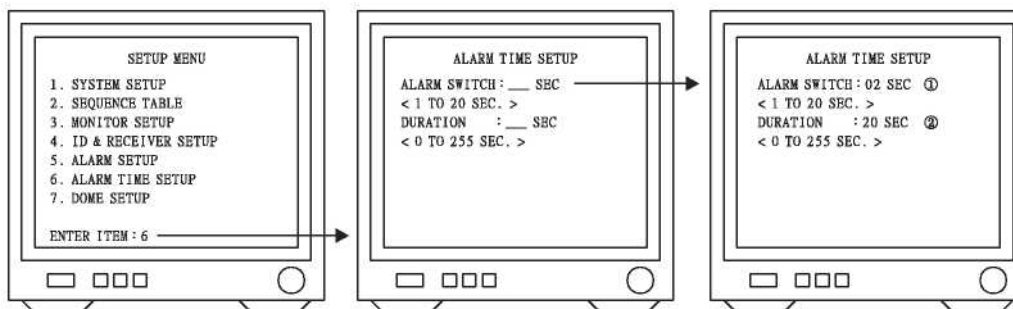 SETUP MENU
1. SYSTEM SETUP
2. SEQUENCE TABLE
3. MONITOR SETUP
4. ID & RECEIVER SETUP
5. ALARM SETUP
6. ALARM TIME SETUP
7. DOME SETUP
ENTER ITEM : 6
ALARM TIME SETUP
ALARM SWITCH : __ SEC
< 1 TO 20 SEC. >
DURATION : __ SEC
< 0 TO 255 SEC. >
ALARM TIME SETUP
ALARM SWITCH : 02 SEC ①
< 1 TO 20 SEC. >
DURATION : 20 SEC ②
< 0 TO 255 SEC. >